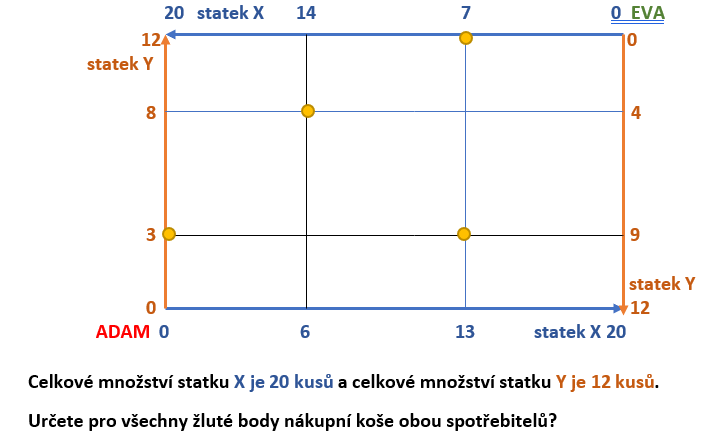 20 statek X 14 7 0 EVA
12 0
statek Y
8 4
3 9
statek Y
0 12
ADAM 0 6 13 statek X 20
Celkové množství statku X je 20 kusů a celkové množství statku Y je 12 kusů.
Určete pro všechny žluté body nákupní koše obou spotřebitelů?